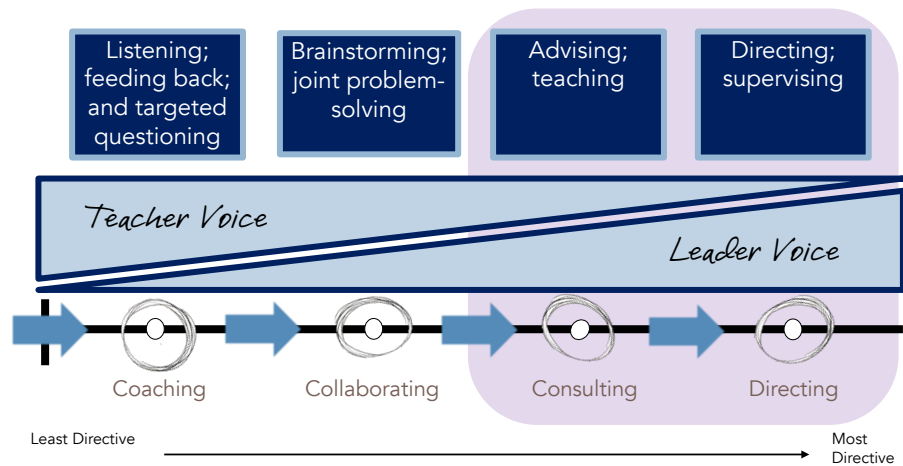 Listening;
feeding back;
and targeted
questioning
Brainstorming;
joint problem-
solving
Advising;
teaching
Directing;
supervising
Teacher Voice
Leader Voice
Coaching
Collaborating
Consulting
Directing
Least Directive
Most
Directive